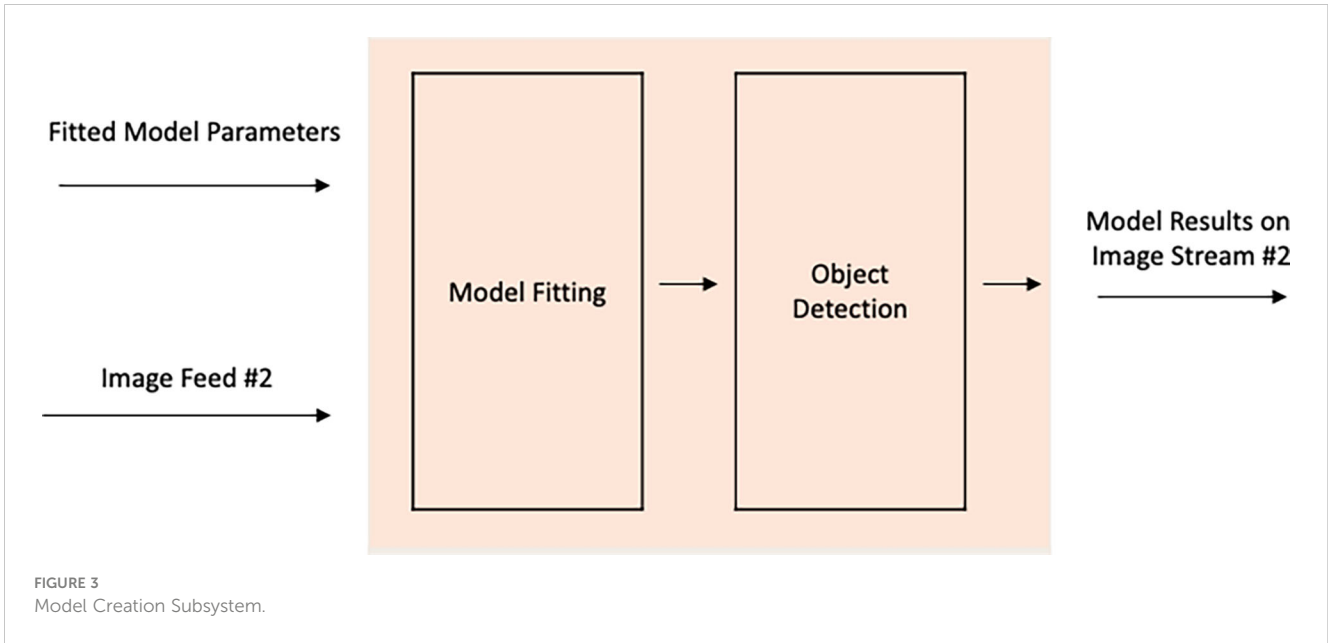 Fitted Model Parameters
Image Feed #2
Model Fitting
Object
Detection
Model Results on
Image Stream #2
FIGURE 3
Model Creation Subsystem.